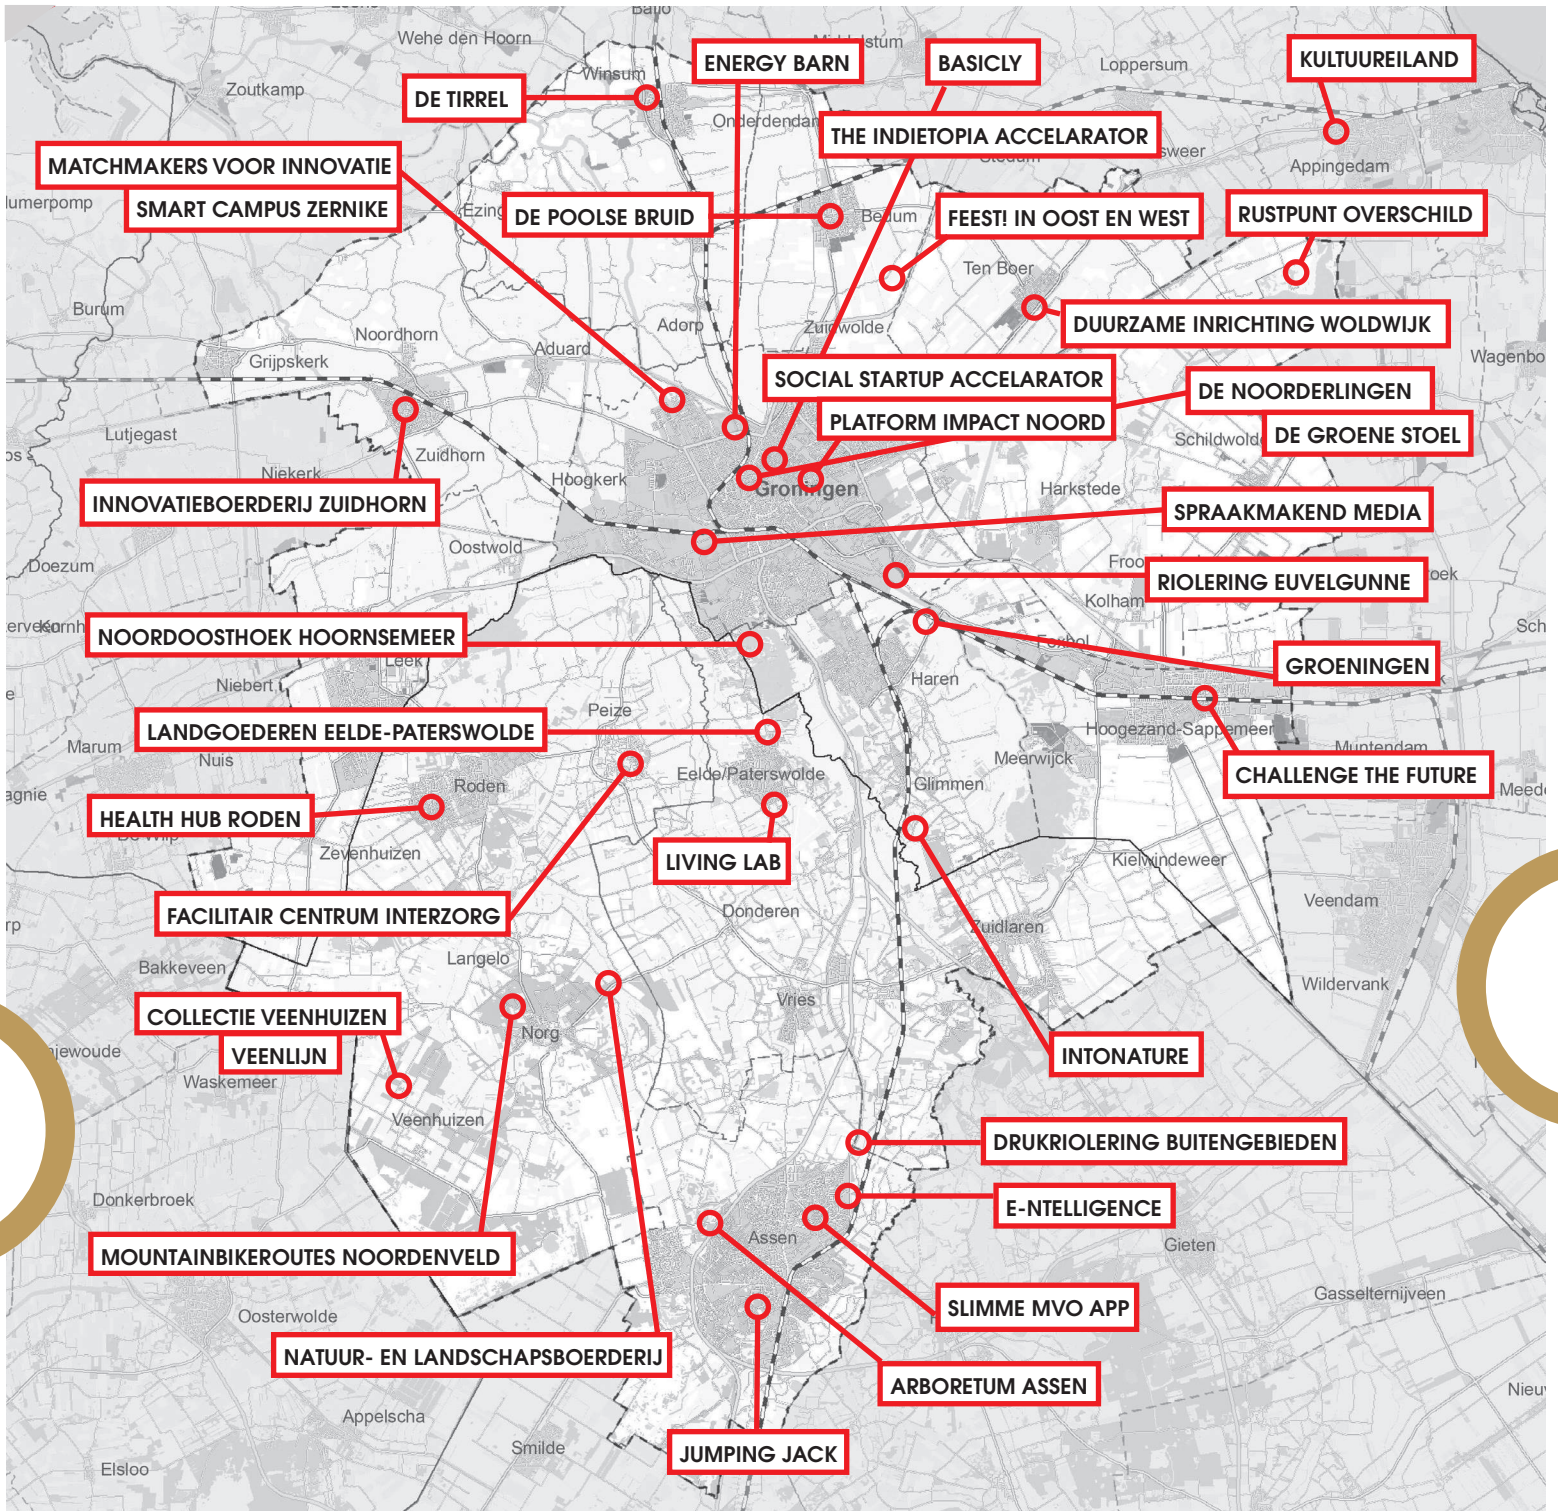 Wehe den Hoorn
Middelstum
ENERGY BARN
BASICLY
KULTUUREILAND
Loppersum
Zoutkamp
Winsum
DE TIRREL
Onderdendam
THE INDIETOPIA ACCELARATOR
Appingedam
MATCHMAKERS VOOR INNOVATIE
SMART CAMPUS ZERNIKE
DE POOLSE BRUID
Bedum
FEEST! IN OOST EN WEST
RUSTPUNT OVERSCHILD
Ten Boer
Burum
Noordhorn
Adorp
Zuidwolde
DUURZAME INRICHTING WOLDWIJK
Grijpskerk
Aduard
SOCIAL STARTUP ACCELARATOR
DE NOORDERLINGEN
PLATFORM IMPACT NOORD
DE GROENE STOEL
Lutjegast
Zuidhorn
Niekerk
Hoogkerk
Groningen
Harkstede
INNOVATIEBOERDERIJ ZUIDHORN
SPRAAKMAKEND MEDIA
Oostwold
Doezum
RIOLERING EUVELGUNNE
Kolham
NOORDOOSTHOEK HOORNSEMEER
Foxhol
Leek
GROENINGEN
Niebert
Haren
Peize
LANDGOEDEREN EELDE-PATERSWOLDE
Hoogezand-Sappemeer
Marum
Nuis
Meerwijck
Muntendam
Eelde/Paterswolde
CHALLENGE THE FUTURE
Roden
Glimmen
HEALTH HUB RODEN
De Wilp
Zevenhuizen
LIVING LAB
Kielwindeweer
Veendam
FACILITAIR CENTRUM INTERZORG
Donderen
Zuidlaren
Langelo
Bakkeveen
Wildervank
Vries
COLLECTIE VEENHUIZEN
Norg
VEENLIJN
INTONATURE
Waskemeer
Veenhuizen
DRUKRIOLERING BUITENGEBIEDEN
Donkerbroek
E-NTELLIGENCE
Assen
Gieten
MOUNTAINBIKEROUTES NOORDENVELD
Gasselternijveen
SLIMME MVO APP
Oosterwolde
NATUUR- EN LANDSCHAPSBOERDERIJ
ARBORETUM ASSEN
Appelscha
Smilde
JUMPING JACK
Elsloo